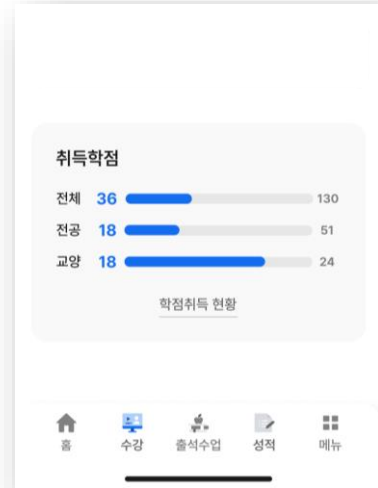 취득학점
전체 36 130
전공 18 51
교양 18 24
학점취득 현황
홈 수강 출석수업 성적 메뉴